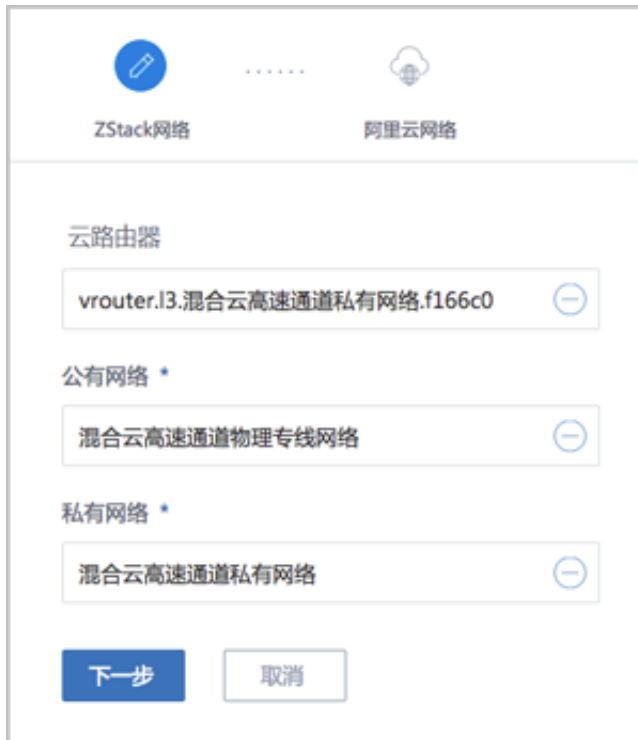 ZStack网络
阿里云网络
云路由器
vrouter.l3.混合云高速通道私有网络.f166c0
公有网络 *
混合云高速通道物理专线网络
私有网络 *
混合云高速通道私有网络
下一步
取消